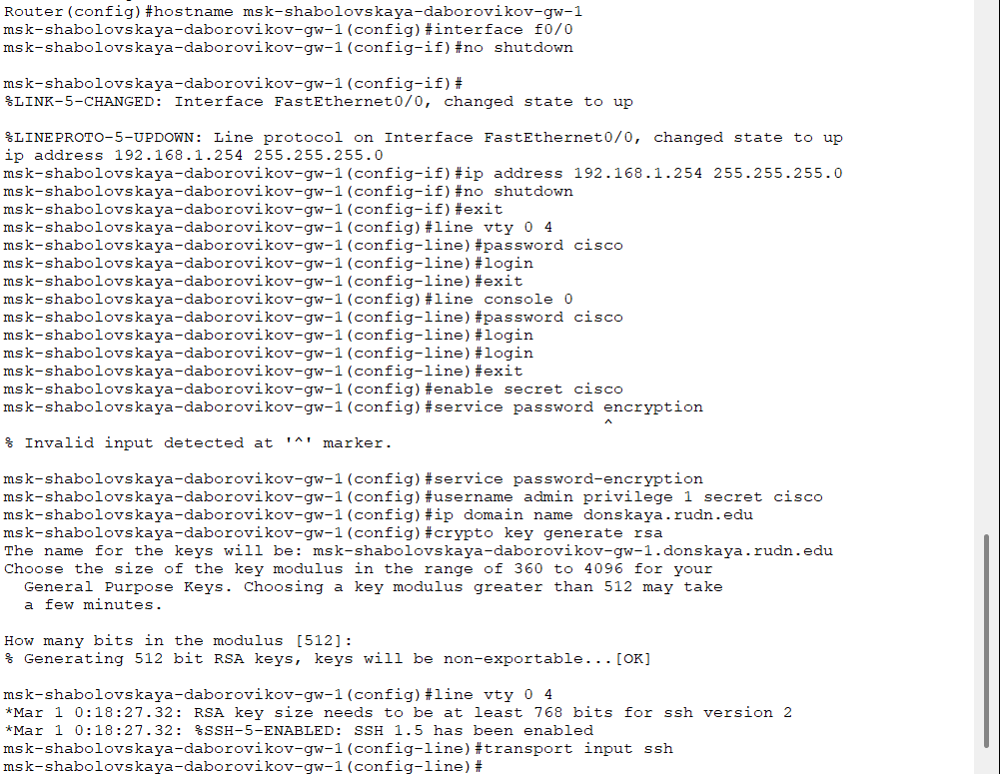 Router(config)#hostname msk-shabolovskaya-daborovikov-gw-1
msk-shabolovskaya-daborovikov-gw-1(config)#interface f0/0
msk-shabolovskaya-daborovikov-gw-1(config-if)#no shutdown
msk-shabolovskaya-daborovikov-gw-1(config-if)#
%LINK-5-CHANGED: Interface FastEthernet0/0, changed state to up
%LINEPROTO-5-UPDOWN: Line protocol on Interface FastEthernet0/0, changed state to up
ip address 192.168.1.254 255.255.255.0
msk-shabolovskaya-daborovikov-gw-1(config-if)#ip address 192.168.1.254 255.255.255.0
msk-shabolovskaya-daborovikov-gw-1(config-if)#no shutdown
msk-shabolovskaya-daborovikov-gw-1(config-if)#exit
msk-shabolovskaya-daborovikov-gw-1(config)#line vty 0 4
msk-shabolovskaya-daborovikov-gw-1(config-line)#password cisco
msk-shabolovskaya-daborovikov-gw-1(config-line)#login
msk-shabolovskaya-daborovikov-gw-1(config-line)#exit
msk-shabolovskaya-daborovikov-gw-1(config)#line console 0
msk-shabolovskaya-daborovikov-gw-1(config-line)#password cisco
msk-shabolovskaya-daborovikov-gw-1(config-line)#login
msk-shabolovskaya-daborovikov-gw-1(config-line)#login
msk-shabolovskaya-daborovikov-gw-1(config-line)#exit
msk-shabolovskaya-daborovikov-gw-1(config)#enable secret cisco
msk-shabolovskaya-daborovikov-gw-1(config)#service password encryption
^
% Invalid input detected at '^' marker.
msk-shabolovskaya-daborovikov-gw-1(config)#service password-encryption
msk-shabolovskaya-daborovikov-gw-1(config)#username admin privilege 1 secret cisco
msk-shabolovskaya-daborovikov-gw-1(config)#ip domain name donskaya.rudn.edu
msk-shabolovskaya-daborovikov-gw-1(config)#crypto key generate rsa
The name for the keys will be: msk-shabolovskaya-daborovikov-gw-1.donskaya.rudn.edu
Choose the size of the key modulus in the range of 360 to 4096 for your
General Purpose Keys. Choosing a key modulus greater than 512 may take
a few minutes.
How many bits in the modulus [512]:
% Generating 512 bit RSA keys, keys will be non-exportable...[OK]
msk-shabolovskaya-daborovikov-gw-1(config)#line vty 0 4
*Mar 1 0:18:27.32: RSA key size needs to be at least 768 bits for ssh version 2
*Mar 1 0:18:27.32: %SSH-5-ENABLED: SSH 1.5 has been enabled
msk-shabolovskaya-daborovikov-gw-1(config-line)#transport input ssh
msk-shabolovskaya-daborovikov-gw-1(config-line)#